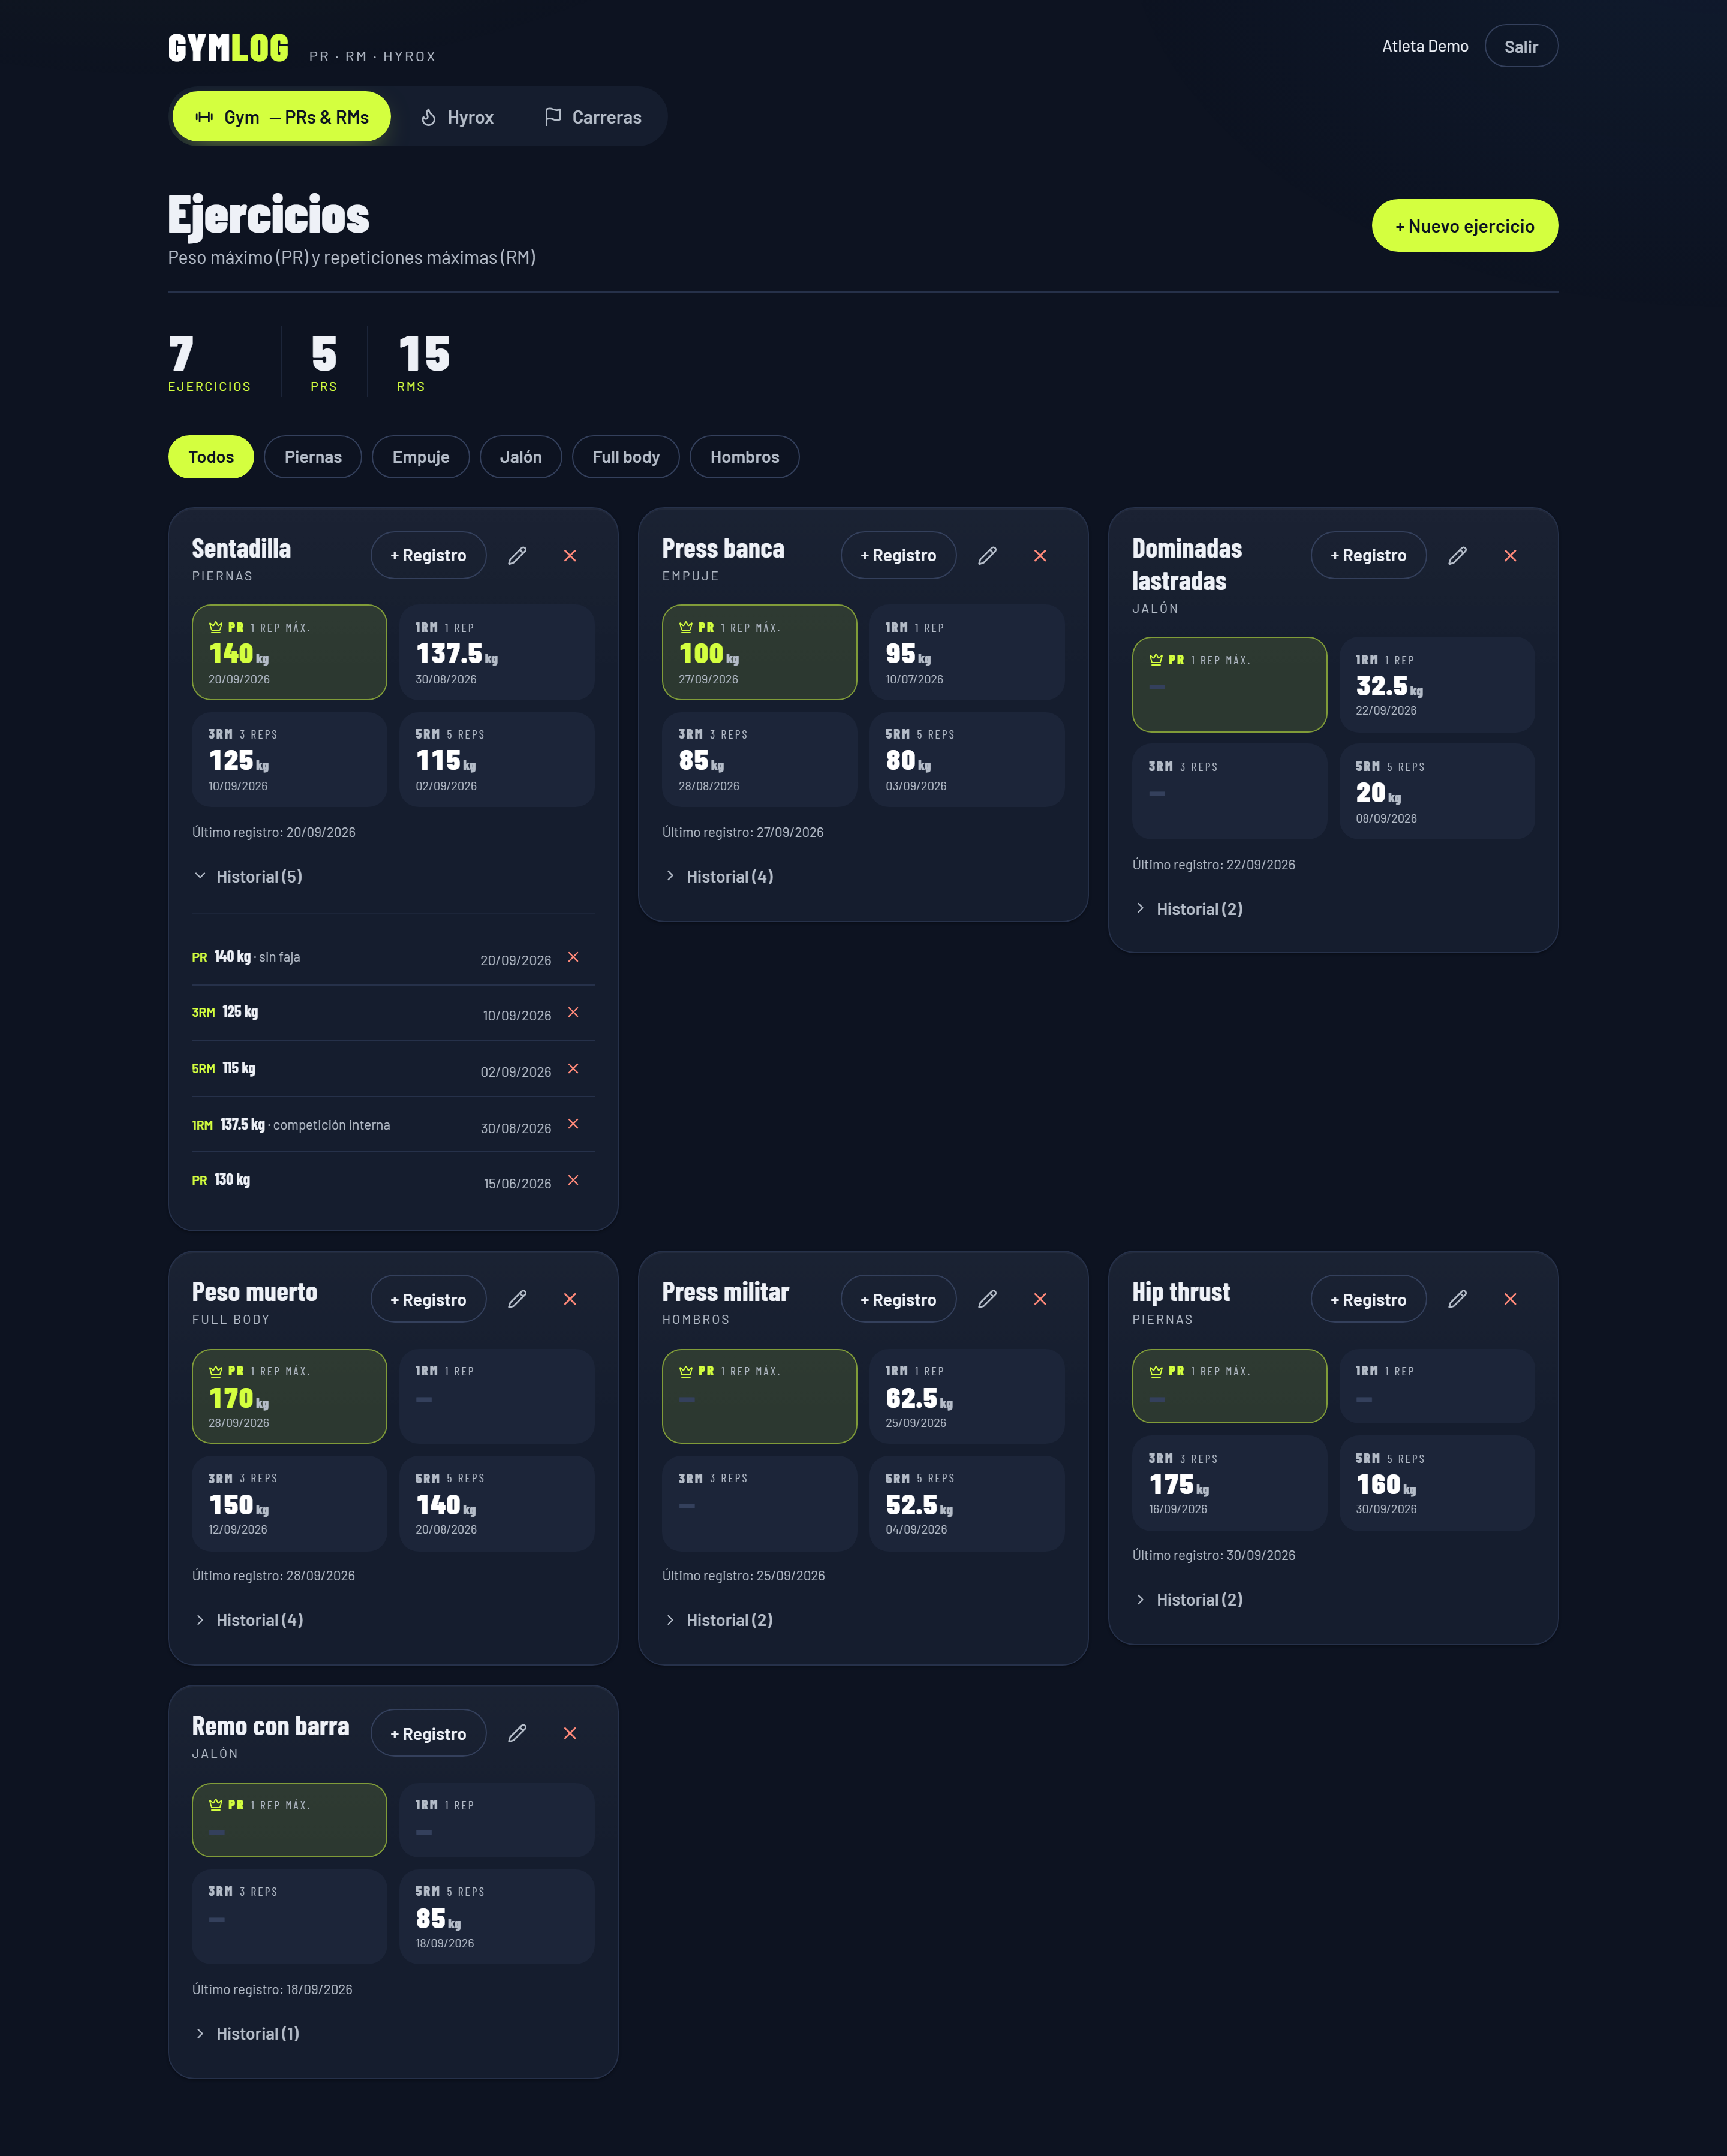 GYMLOG PR · RM · HYROX
Atleta Demo Salir
Gym — PRs & RMs Hyrox Carreras
Ejercicios
Peso máximo (PR) y repeticiones máximas (RM)
+ Nuevo ejercicio
7 5 15
EJERCICIOS PRS RMS
Todos Piernas Empuje Jalón Full body Hombros
Sentadilla
PIERNAS
+ Registro
PR 1 REP MÁX.
140 kg
20/09/2026
1RM 1 REP
137.5 kg
30/08/2026
3RM 3 REPS
125 kg
10/09/2026
5RM 5 REPS
115 kg
02/09/2026
Último registro: 20/09/2026
Historial (5)
PR 140 kg · sin faja 20/09/2026
3RM 125 kg 10/09/2026
5RM 115 kg 02/09/2026
1RM 137.5 kg · competición interna 30/08/2026
PR 130 kg 15/06/2026
Press banca
EMPUJE
+ Registro
PR 1 REP MÁX.
100 kg
27/09/2026
1RM 1 REP
95 kg
10/07/2026
3RM 3 REPS
85 kg
28/08/2026
5RM 5 REPS
80 kg
03/09/2026
Último registro: 27/09/2026
Historial (4)
Dominadas
lastradas
JALÓN
+ Registro
PR 1 REP MÁX.
—
1RM 1 REP
32.5 kg
22/09/2026
3RM 3 REPS
—
5RM 5 REPS
20 kg
08/09/2026
Último registro: 22/09/2026
Historial (2)
Peso muerto
FULL BODY
+ Registro
PR 1 REP MÁX.
170 kg
28/09/2026
1RM 1 REP
—
3RM 3 REPS
150 kg
12/09/2026
5RM 5 REPS
140 kg
20/08/2026
Último registro: 28/09/2026
Historial (4)
Press militar
HOMBROS
+ Registro
PR 1 REP MÁX.
—
1RM 1 REP
62.5 kg
25/09/2026
3RM 3 REPS
—
5RM 5 REPS
52.5 kg
04/09/2026
Último registro: 25/09/2026
Historial (2)
Hip thrust
PIERNAS
+ Registro
PR 1 REP MÁX.
—
1RM 1 REP
—
3RM 3 REPS
175 kg
16/09/2026
5RM 5 REPS
160 kg
30/09/2026
Último registro: 30/09/2026
Historial (2)
Remo con barra
JALÓN
+ Registro
PR 1 REP MÁX.
—
1RM 1 REP
—
3RM 3 REPS
—
5RM 5 REPS
85 kg
18/09/2026
Último registro: 18/09/2026
Historial (1)